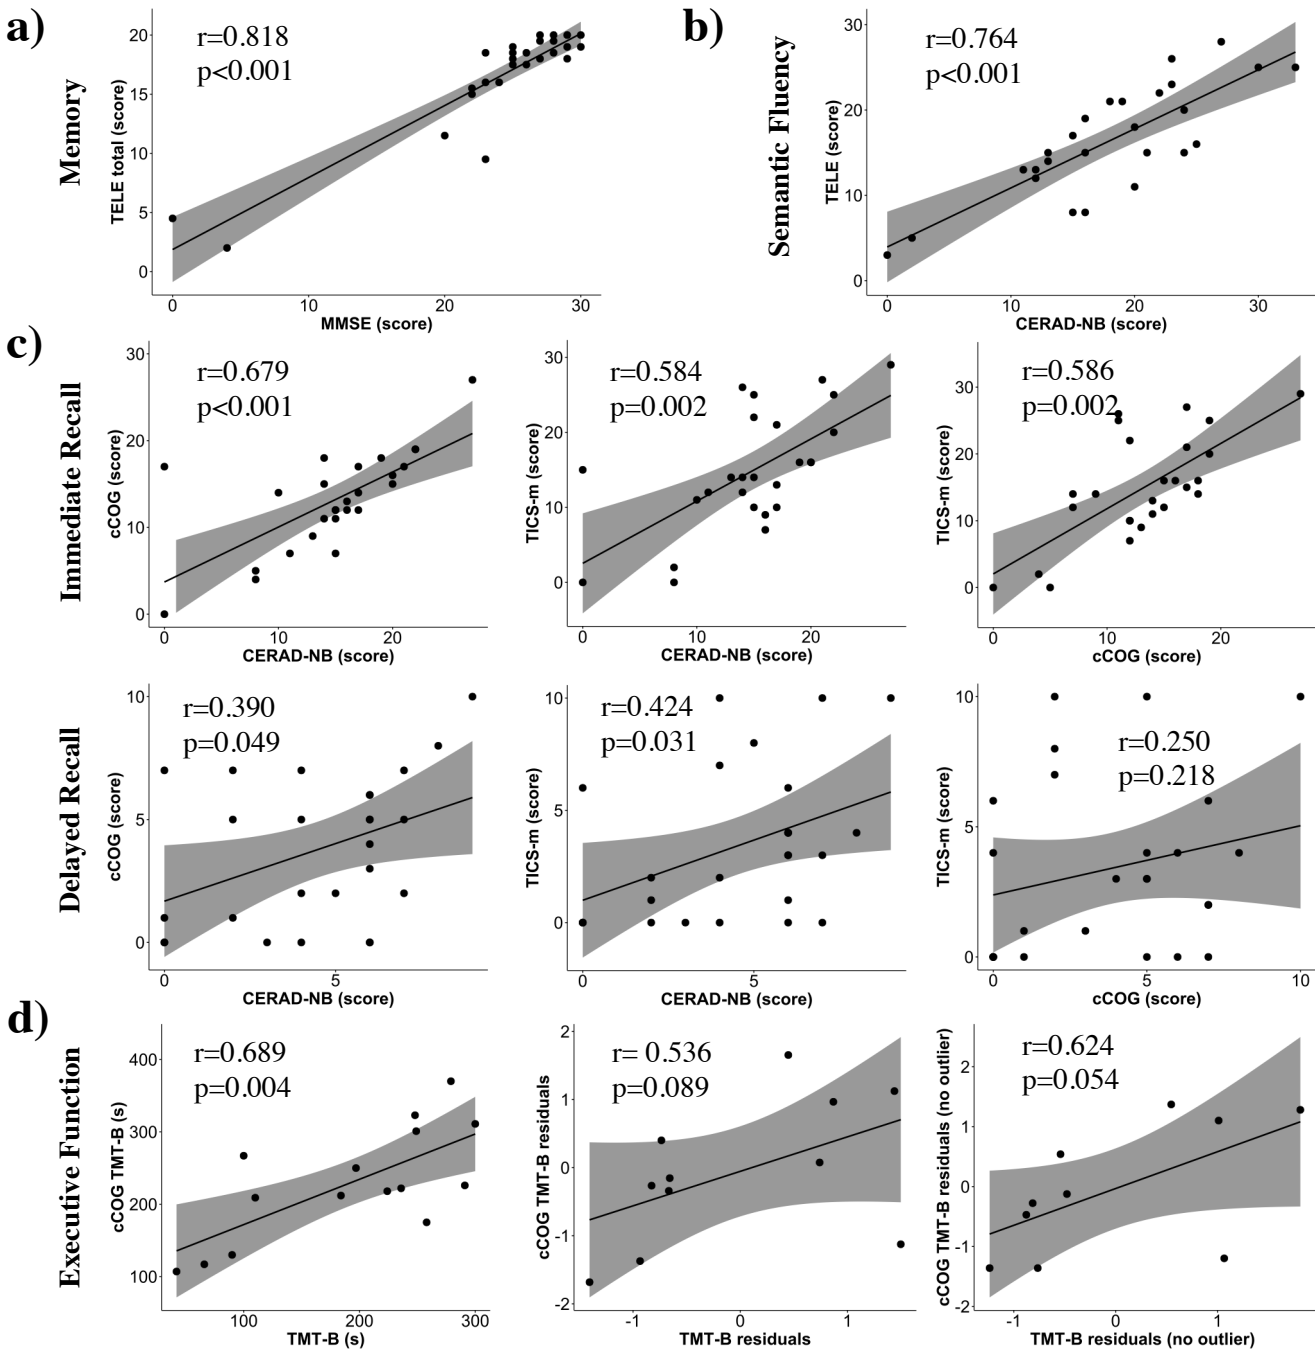 a)
Memory
TELE total (score)
r=0.818
p<0.001
20
15
10
5
0
0 10 20 30
MMSE (score)
b)
Semantic Fluency
TELE (score)
r=0.764
p<0.001
30
20
10
0
0 10 20 30
CERAD-NB (score)
c)
Immediate Recall
cCOG (score)
r=0.679
p<0.001
30
20
10
0
0 10 20
CERAD-NB (score)
TICS-m (score)
r=0.584
p=0.002
30
20
10
0
0 10 20
CERAD-NB (score)
TICS-m (score)
r=0.586
p=0.002
30
20
10
0
0 10 20
cCOG (score)
Delayed Recall
cCOG (score)
r=0.390
p=0.049
10
5
0
0 5
CERAD-NB (score)
TICS-m (score)
r=0.424
p=0.031
10
5
0
0 5
CERAD-NB (score)
TICS-m (score)
r=0.250
p=0.218
10
5
0
0 5 10
cCOG (score)
d)
Executive Function
cCOG TMT-B (s)
r=0.689
p=0.004
400
300
200
100
100 200 300
TMT-B (s)
cCOG TMT-B residuals
r= 0.536
p=0.089
2
1
0
-1
-2
-1 0 1
TMT-B residuals
cCOG TMT-B residuals (no outlier)
r=0.624
p=0.054
2
1
0
-1
-2
-1 0 1
TMT-B residuals (no outlier)